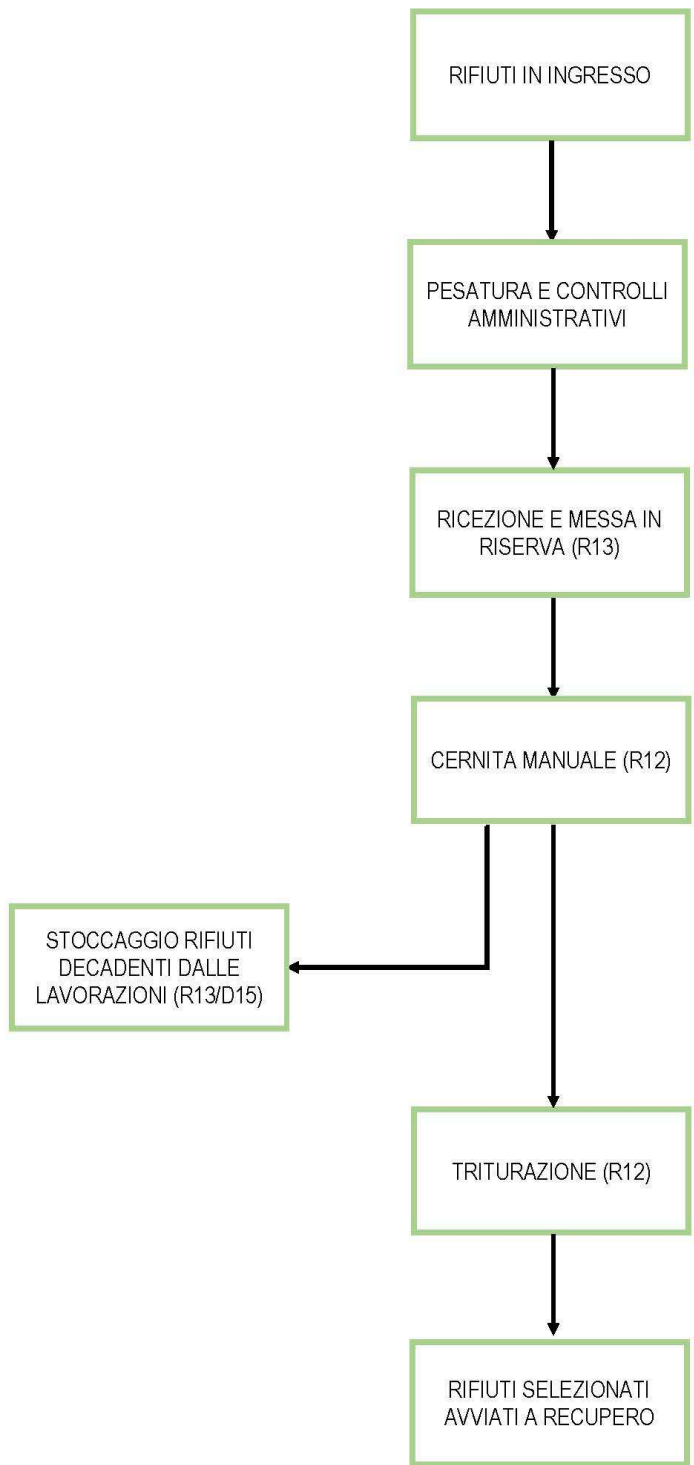 RIFIUTI IN INGRESSO
PESATURA E CONTROLLI
AMMINISTRATIVI
RICEZIONE E MESSA IN
RISERVA (R13)
CERNITA MANUALE (R12)
STOCCAGGIO RIFIUTI
DECADENTI DALLE
LAVORAZIONI (R13/D15)
TRITURAZIONE (R12)
RIFIUTI SELEZIONATI
AVVIATI A RECUPERO